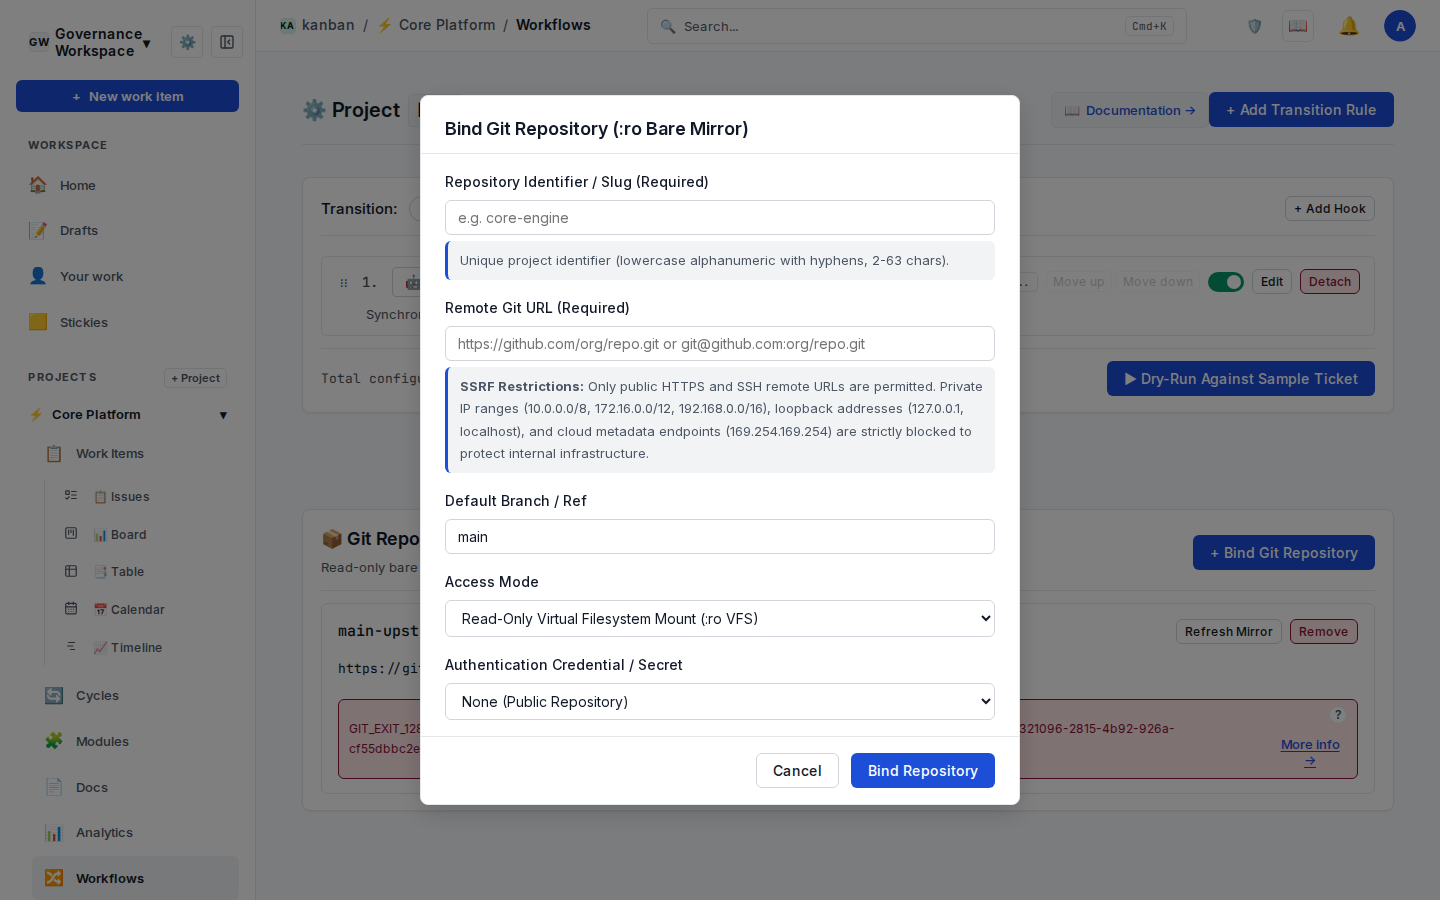 GW Governance Workspace ▾
+ New work item
WORKSPACE
Home
Drafts
Your work
Stickies
PROJECTS + Project
Core Platform ▾
Work Items
Issues
Board
Table
Calendar
Timeline
Cycles
Modules
Docs
Analytics
Workflows
KA kanban / ⚡ Core Platform / Workflows
Search... Cmd+K
A
Project
Documentation →
+ Add Transition Rule
Transition:
+ Add Hook
1.
Move up Move down Edit Detach
Total
▶ Dry-Run Against Sample Ticket
Git
+ Bind Git Repository
Read-only bare
Refresh Mirror Remove
321096-2815-4b92-926a-
?
More info
→
Bind Git Repository (:ro Bare Mirror)
Repository Identifier / Slug (Required)
e.g. core-engine
Unique project identifier (lowercase alphanumeric with hyphens, 2-63 chars).
Remote Git URL (Required)
https://github.com/org/repo.git or git@github.com:org/repo.git
SSRF Restrictions: Only public HTTPS and SSH remote URLs are permitted. Private
IP ranges (10.0.0.0/8, 172.16.0.0/12, 192.168.0.0/16), loopback addresses (127.0.0.1,
localhost), and cloud metadata endpoints (169.254.169.254) are strictly blocked to
protect internal infrastructure.
Default Branch / Ref
main
Access Mode
Read-Only Virtual Filesystem Mount (:ro VFS)
Authentication Credential / Secret
None (Public Repository)
Cancel
Bind Repository